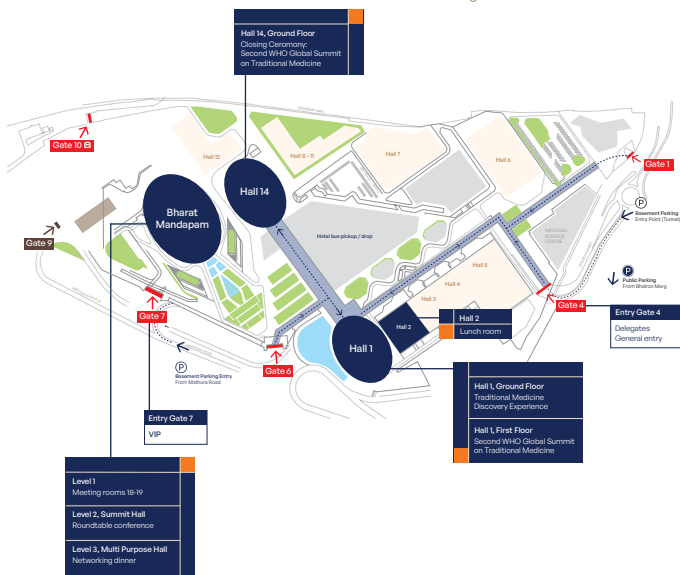 Hall 14, Ground Floor
Closing Ceremony:
Second WHO Global Summit
on Traditional Medicine
Gate 10
Hall 12
Hall 8 - 11
Hall 7
Hall 6
Gate 1
Hall 14
Bharat
Mandapam
P
Basement Parking
Entry Point (Tunnel)
Gate 9
Hotel bus pickup / drop
NATIONAL
SCIENCE
CENTRE
P
Public Parking
From Bhairon Marg
Hall 5
Hall 4
Hall 3
Gate 7
Gate 4
Entry Gate 4
Delegates
General entry
Hall 2
Hall 2
Lunch room
Hall 1
Gate 6
P
Basement Parking Entry
From Mathura Road
Hall 1, Ground Floor
Traditional Medicine
Discovery Experience
Hall 1, First Floor
Second WHO Global Summit
on Traditional Medicine
Entry Gate 7
VIP
Level 1
Meeting rooms 18-19
Level 2, Summit Hall
Roundtable conference
Level 3, Multi Purpose Hall
Networking dinner